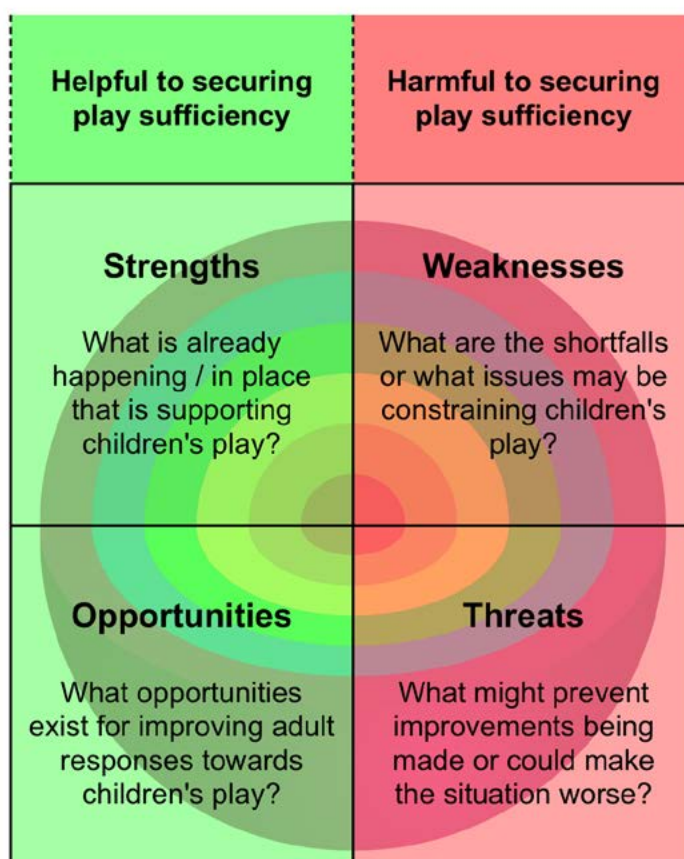 Helpful to securing
play sufficiency
Harmful to securing
play sufficiency
Strengths
What is already
happening / in place
that is supporting
children's play?
Weaknesses
What are the shortfalls
or what issues may be
constraining children's
play?
Opportunities
What opportunities
exist for improving adult
responses towards
children's play?
Threats
What might prevent
improvements being
made or could make
the situation worse?